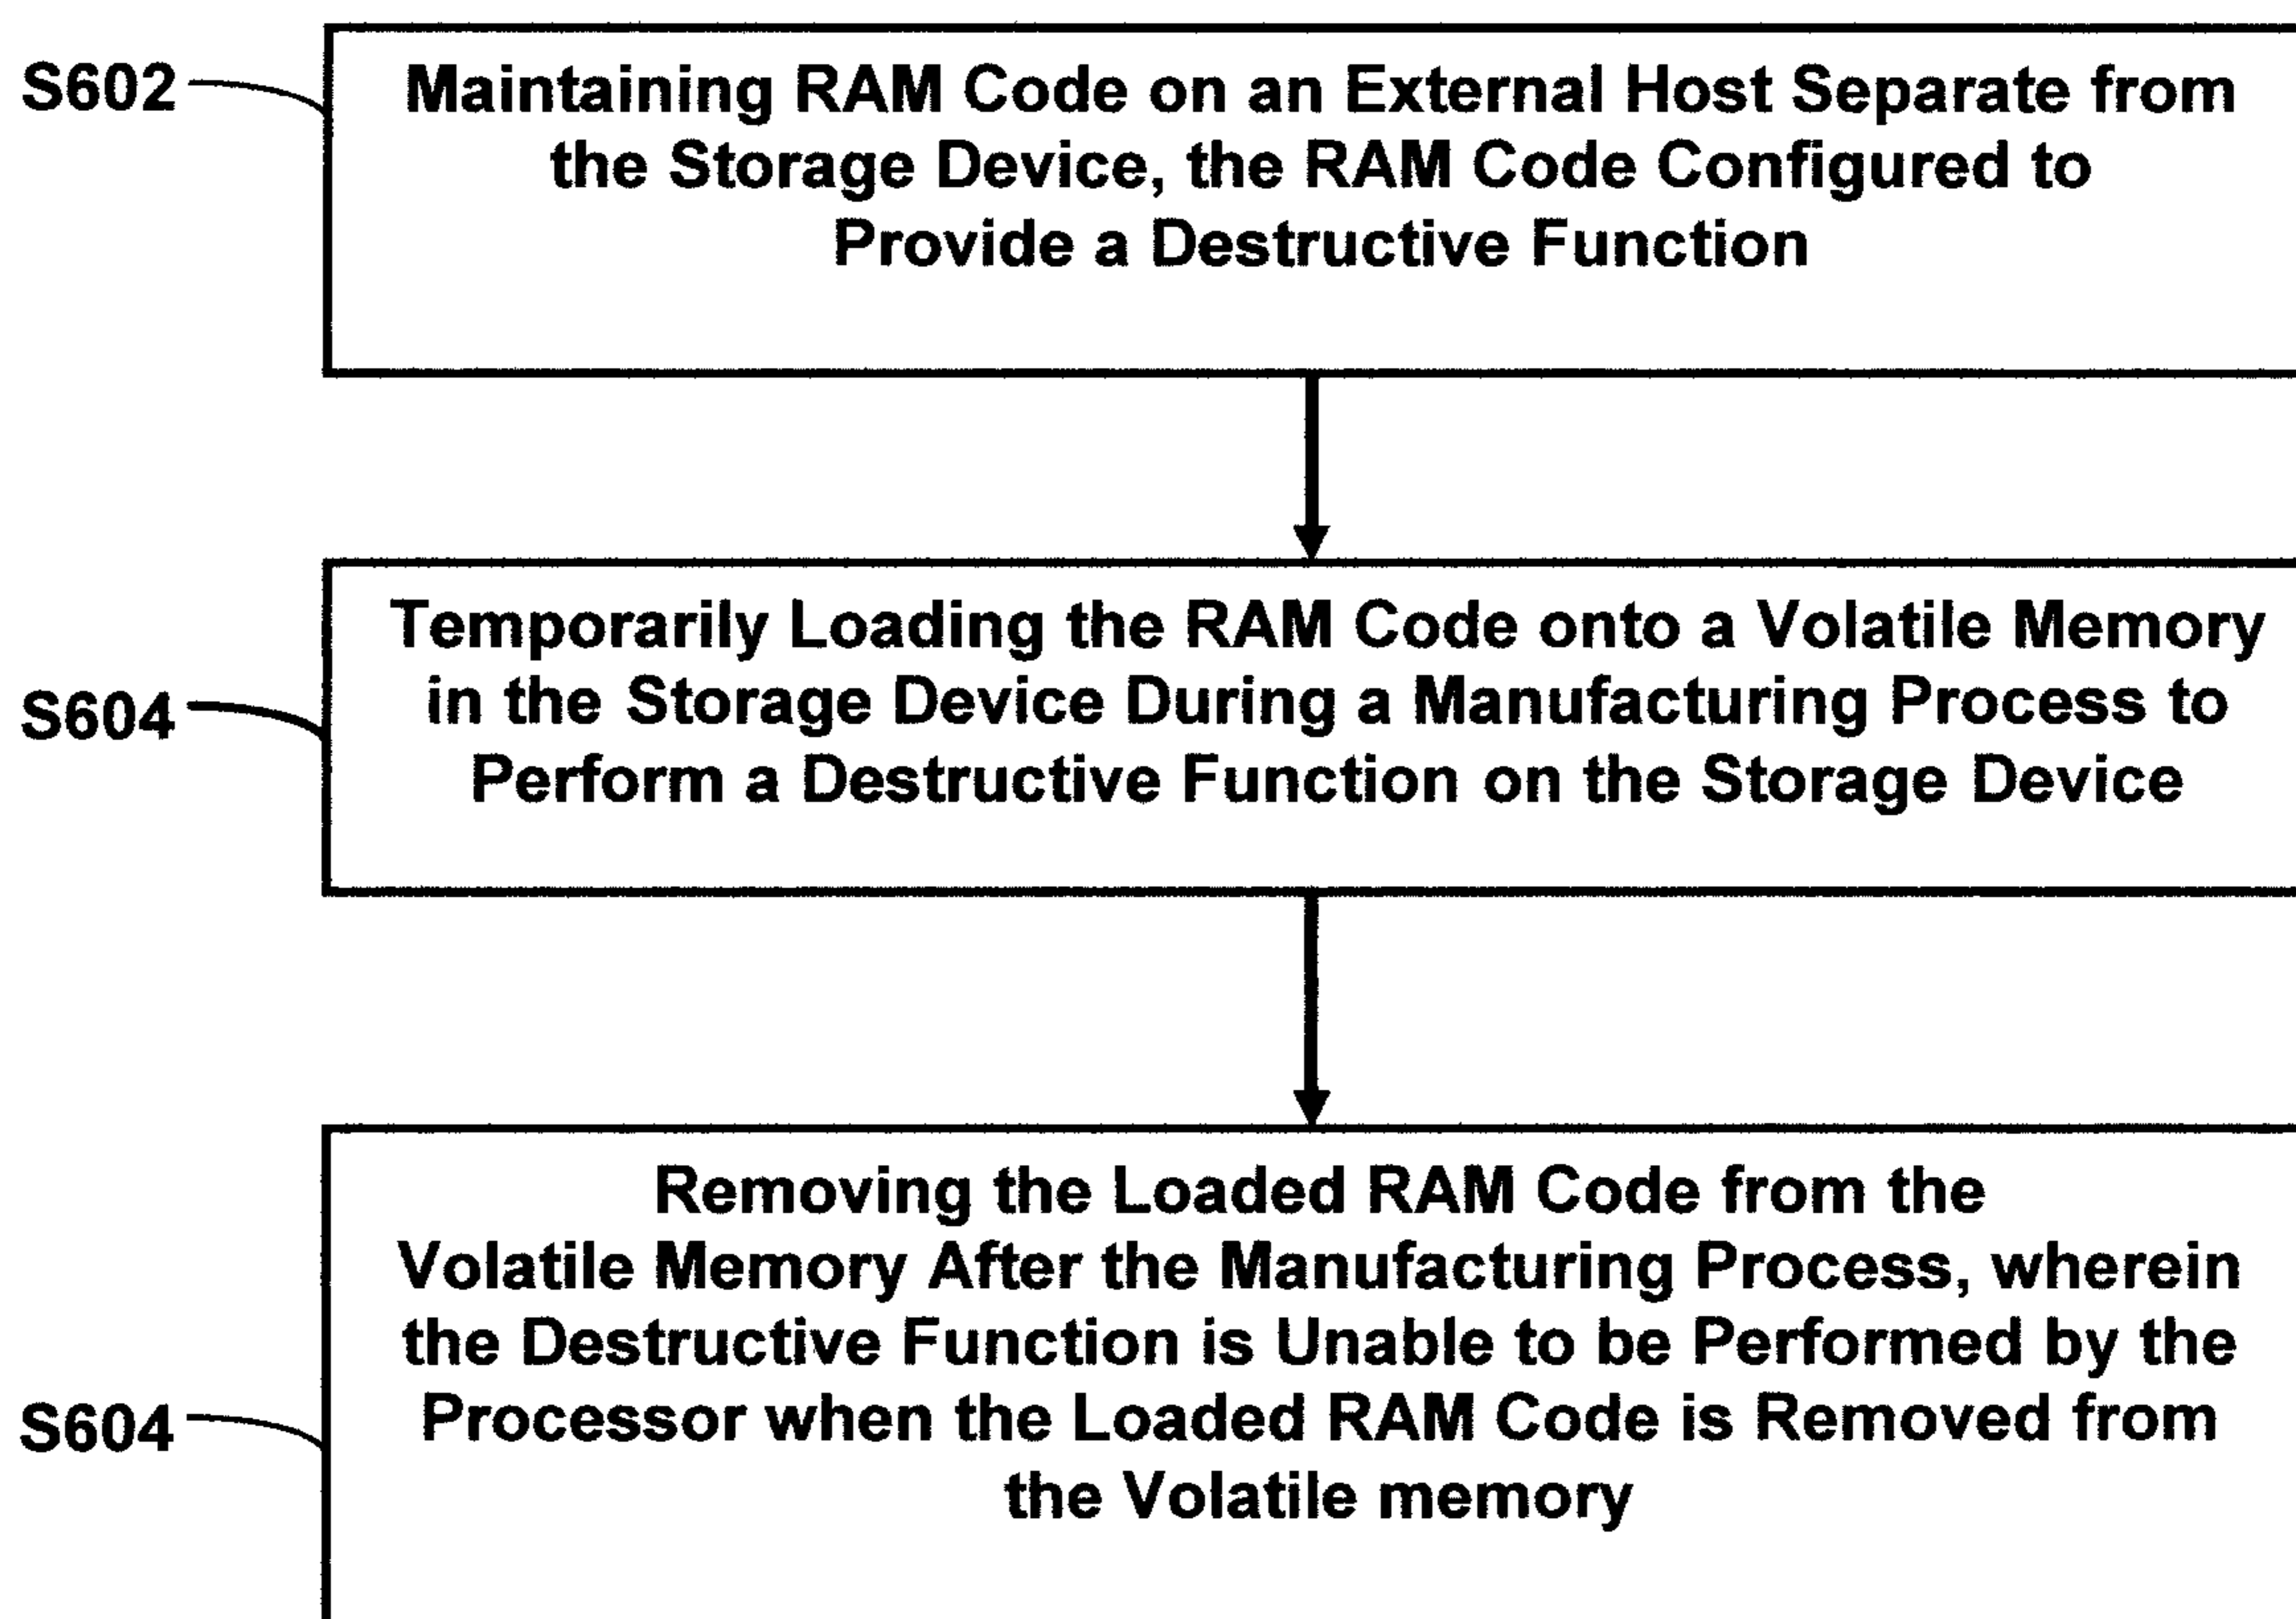 S602
Maintaining RAM Code on an External Host Separate from
the Storage Device, the RAM Code Configured to
Provide a Destructive Function
S604
Temporarily Loading the RAM Code onto a Volatile Memory
in the Storage Device During a Manufacturing Process to
Perform a Destructive Function on the Storage Device
S604
Removing the Loaded RAM Code from the
Volatile Memory After the Manufacturing Process, wherein
the Destructive Function is Unable to be Performed by the
Processor when the Loaded RAM Code is Removed from
the Volatile memory